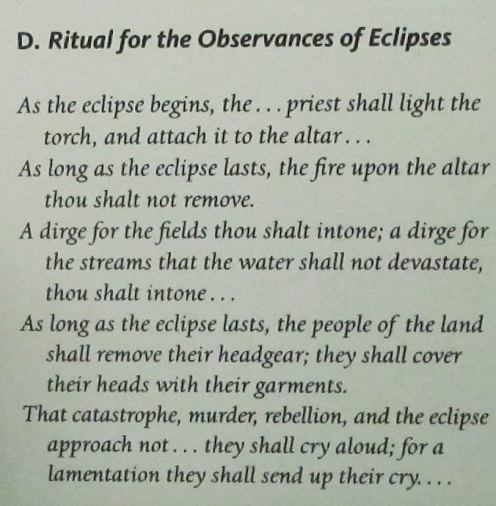 D. Ritual for the Observances of Eclipses
As the eclipse begins, the . . . priest shall light the
torch, and attach it to the altar . . .
As long as the eclipse lasts, the fire upon the altar
thou shalt not remove.
A dirge for the fields thou shalt intone; a dirge for
the streams that the water shall not devastate,
thou shalt intone . . .
As long as the eclipse lasts, the people of the land
shall remove their headgear; they shall cover
their heads with their garments.
That catastrophe, murder, rebellion, and the eclipse
approach not . . . they shall cry aloud; for a
lamentation they shall send up their cry. . . .